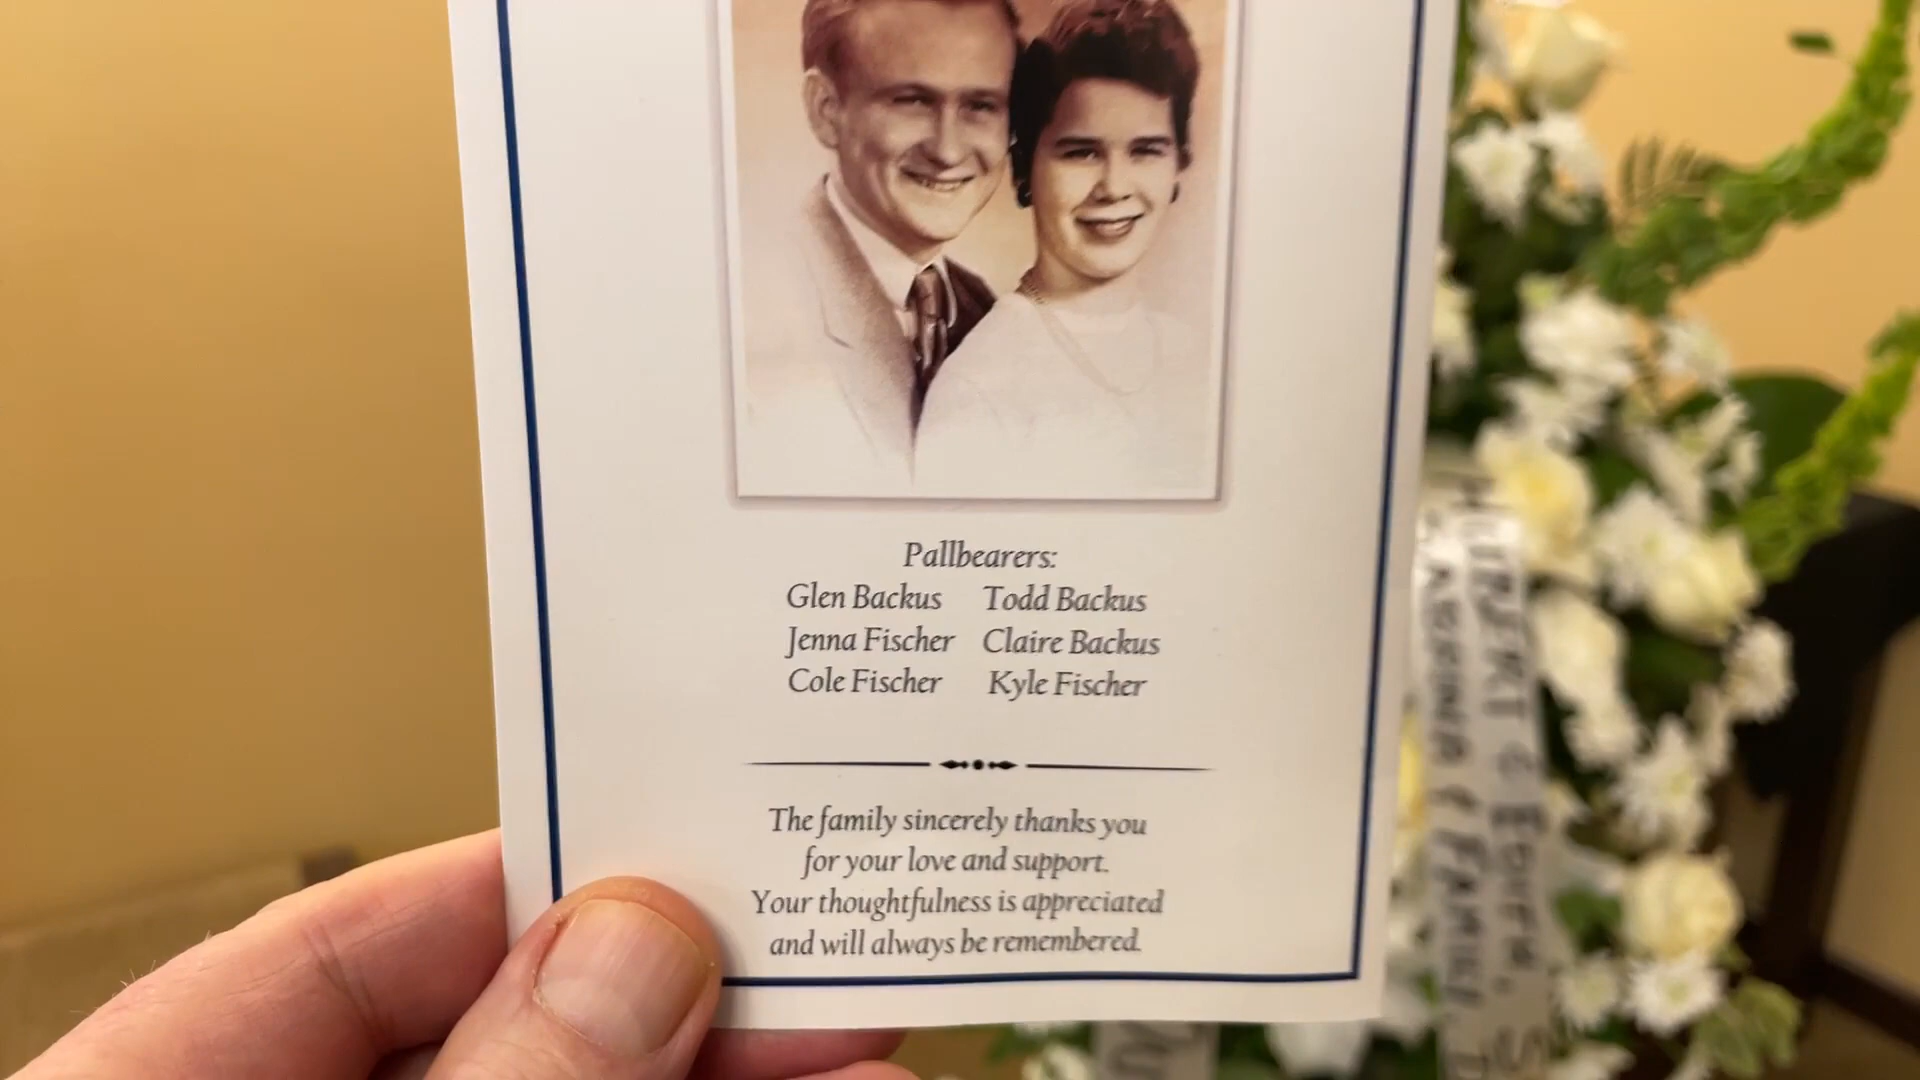 Pallbearers:
Glen Backus Todd Backus
Jenna Fischer Claire Backus
Cole Fischer Kyle Fischer
The family sincerely thanks you
for your love and support.
Your thoughtfulness is appreciated
and will always be remembered.
& FAMILY